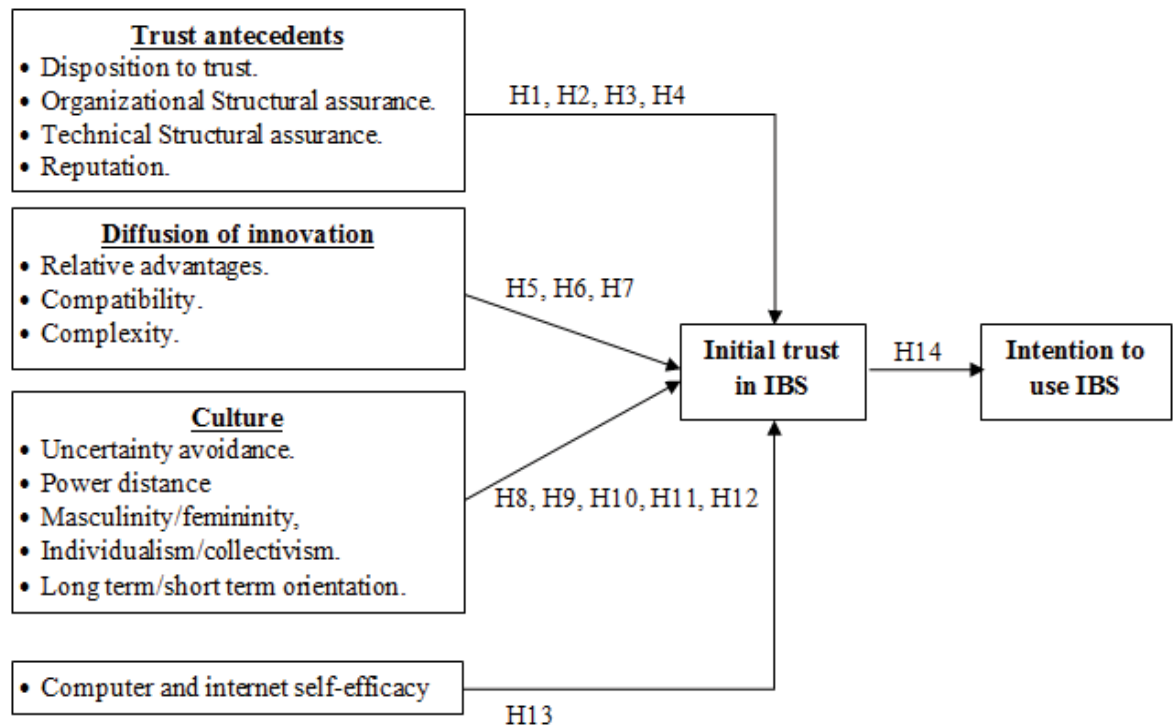 Trust antecedents
• Disposition to trust.
• Organizational Structural assurance.
• Technical Structural assurance.
• Reputation.
H1, H2, H3, H4
Diffusion of innovation
• Relative advantages.
• Compatibility.
• Complexity.
H5, H6, H7
Culture
• Uncertainty avoidance.
• Power distance
• Masculinity/femininity,
• Individualism/collectivism.
• Long term/short term orientation.
H8, H9, H10, H11, H12
• Computer and internet self-efficacy
H13
Initial trust
in IBS
H14
Intention to
use IBS